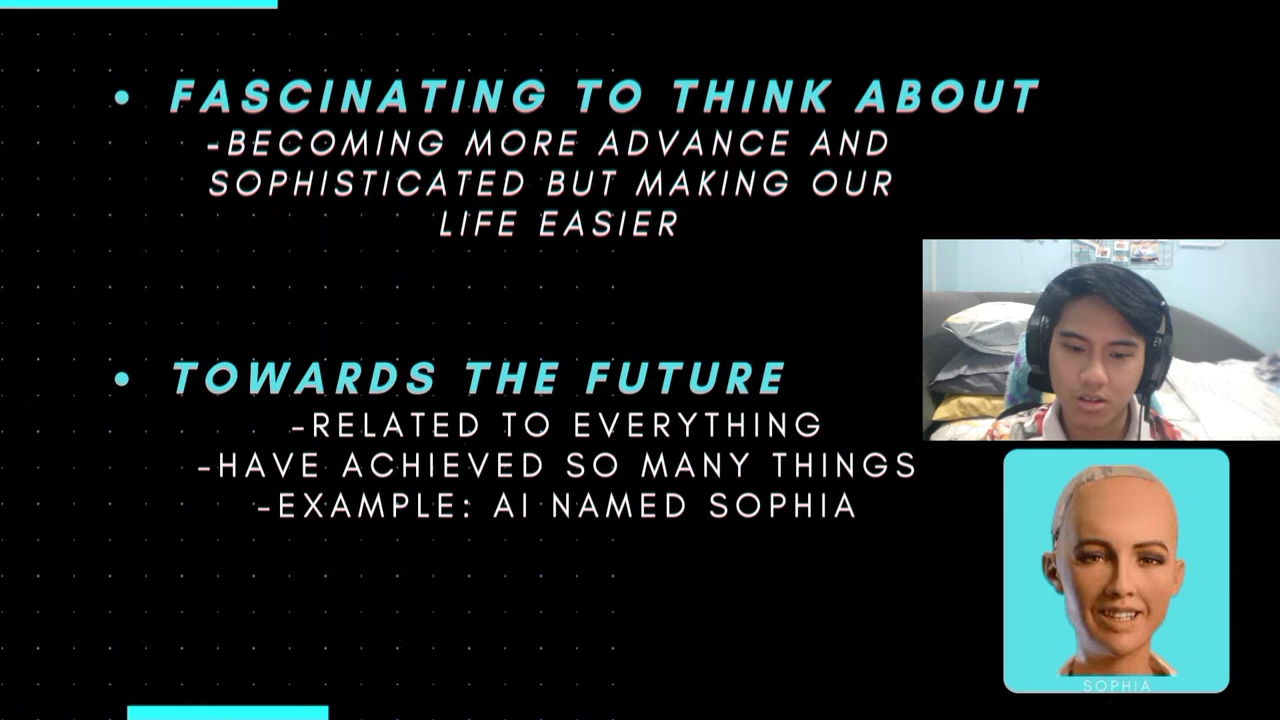 • FASCINATING TO THINK ABOUT
-BECOMING MORE ADVANCE AND
SOPHISTICATED BUT MAKING OUR
LIFE EASIER
• TOWARDS THE FUTURE
-RELATED TO EVERYTHING
-HAVE ACHIEVED SO MANY THINGS
-EXAMPLE: AI NAMED SOPHIA
SOPHIA